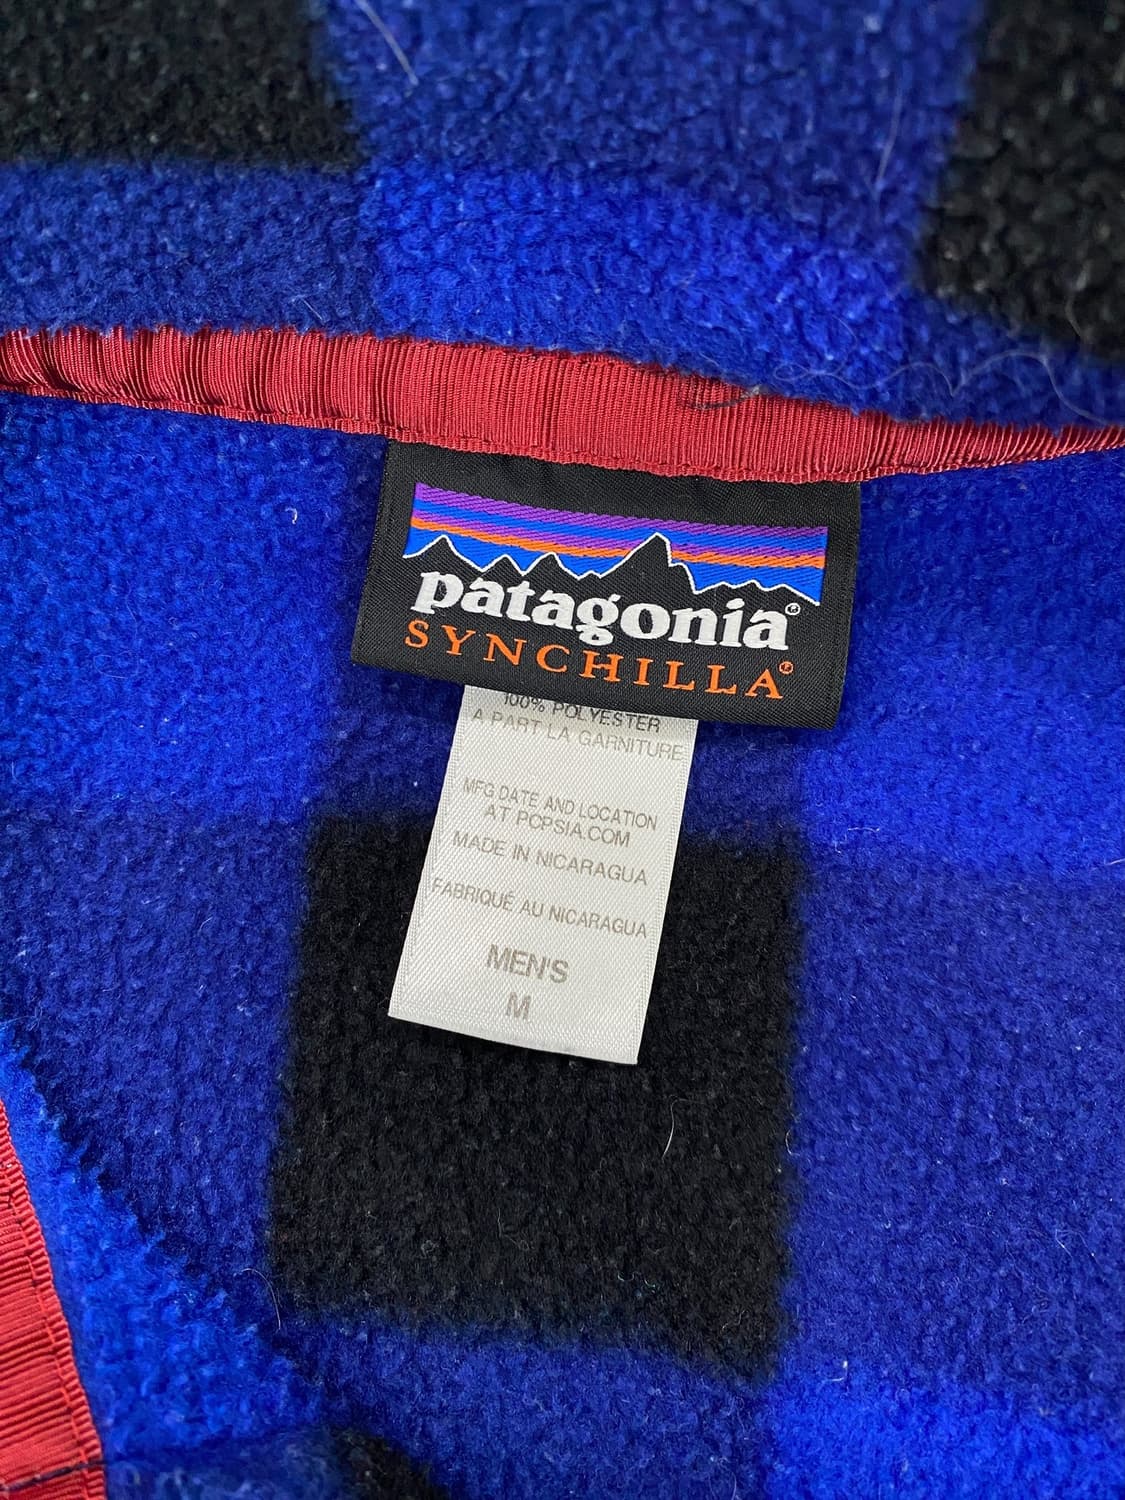 patagonia®
SYNCHILLA®
100% POLYESTER
A PART LA GARNITURE
MFG DATE AND LOCATION
AT PCPSIA.COM
MADE IN NICARAGUA
FABRIQUÉ AU NICARAGUA
MEN'S
M